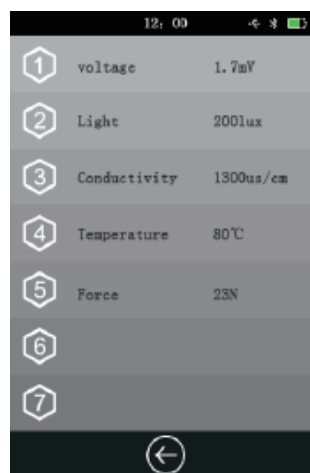 12: 00
1 voltage 1.7mV
2 Light 200lux
3 Conductivity 1300us/cm
4 Temperature 80℃
5 Force 23N
6
7